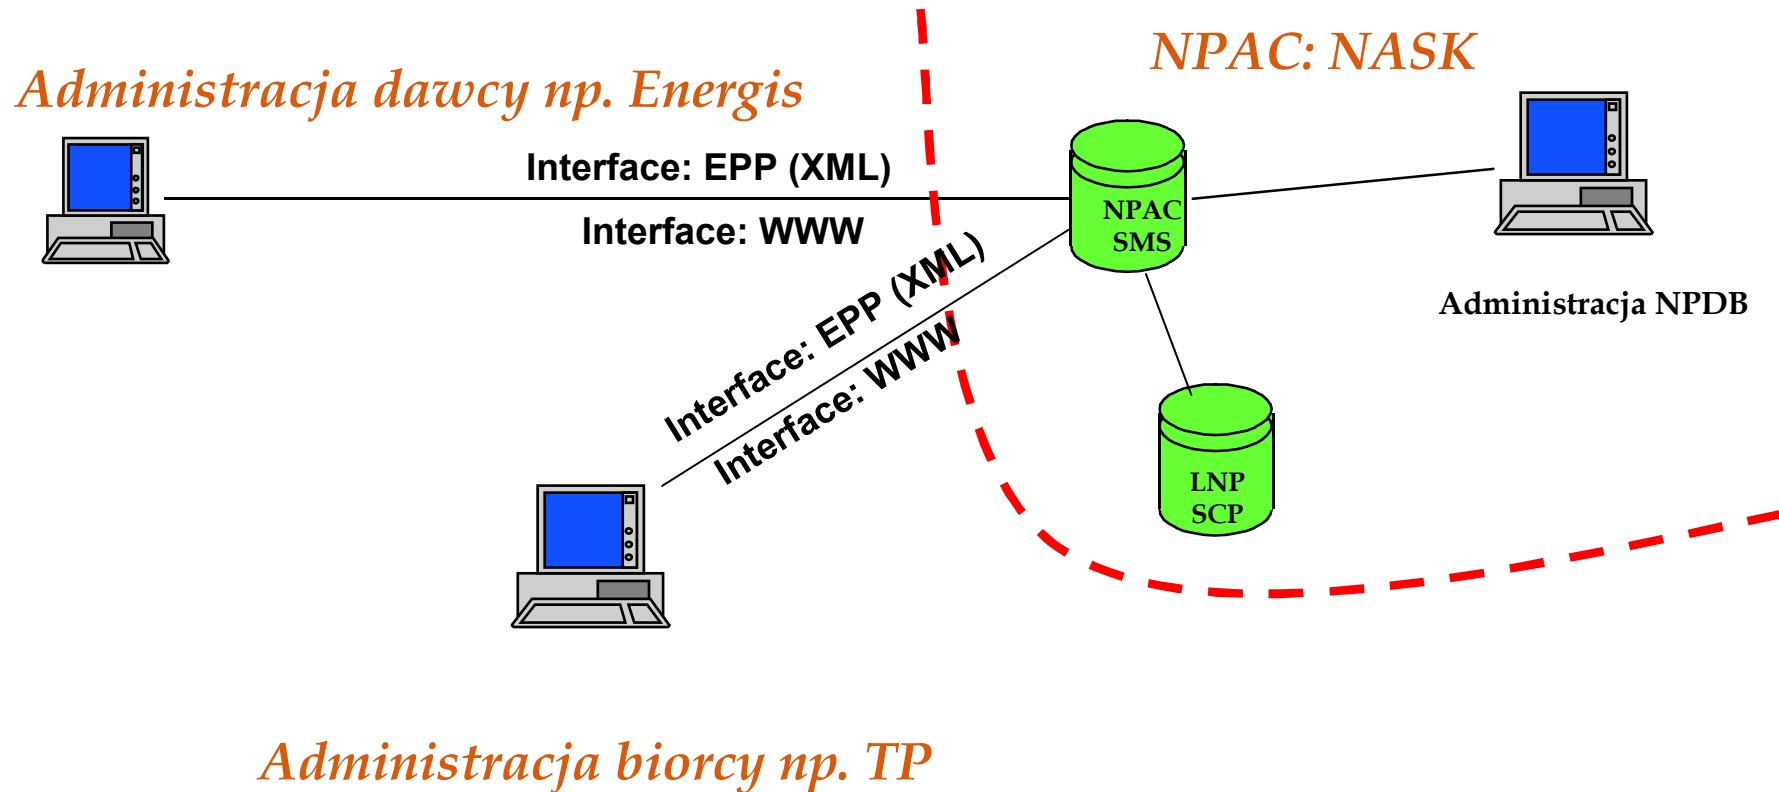 NPAC: NASK
Administracja dawcy np. Energis
Interface: EPP (XML)
Interface: WWW
NPAC
SMS
Interface: EPP (XML)
Interface: WWW
Administracja NPDB
LNP
SCP
Administracja biorcy np. TP